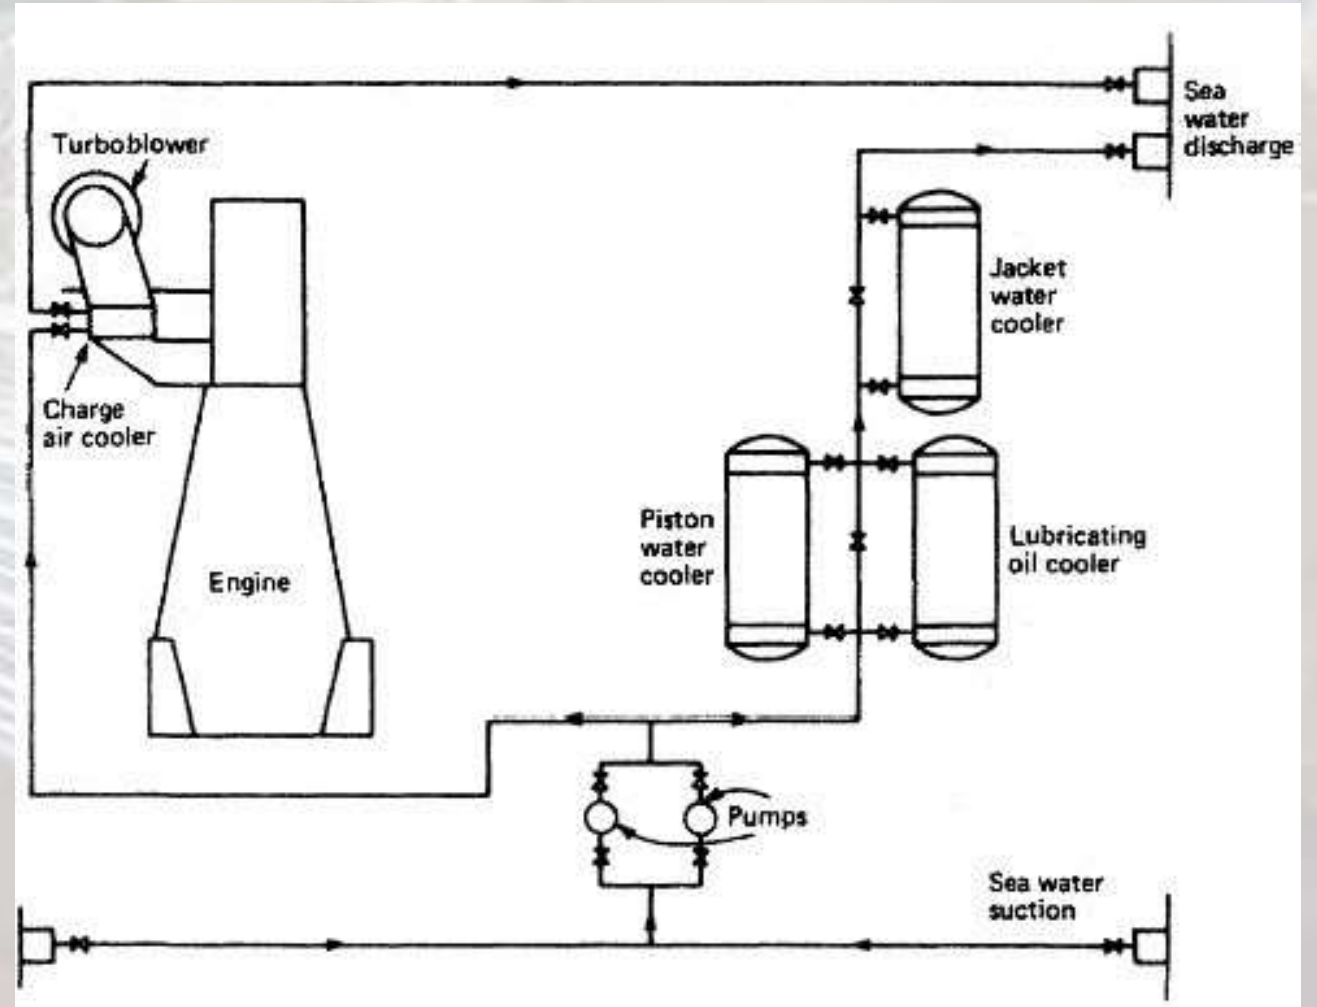 Sea
water
discharge
Turboblower
Jacket
water
cooler
Charge
air cooler
Piston
water
cooler
Lubricating
oil cooler
Engine
Pumps
Sea water
suction